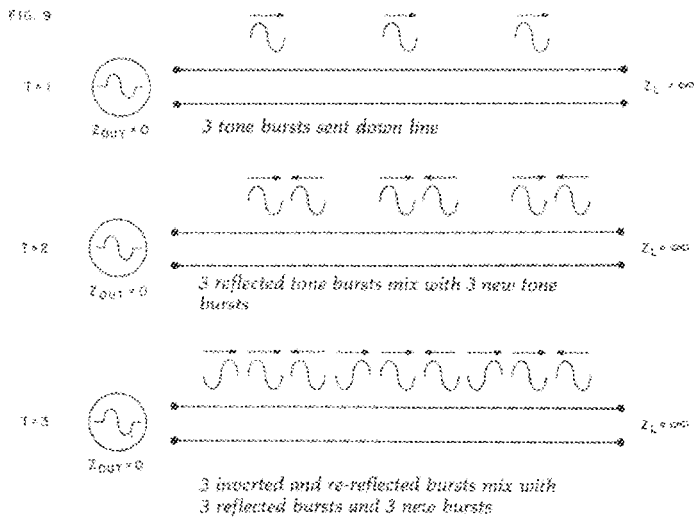 FIG. 9
T=1
Z_OUT=0
Z_L=∞
3 tone bursts sent down line
T=2
Z_OUT=0
Z_L=∞
3 reflected tone bursts mix with 3 new tone
bursts
T=3
Z_OUT=0
Z_L=∞
3 inverted and re-reflected bursts mix with
3 reflected bursts and 3 new bursts